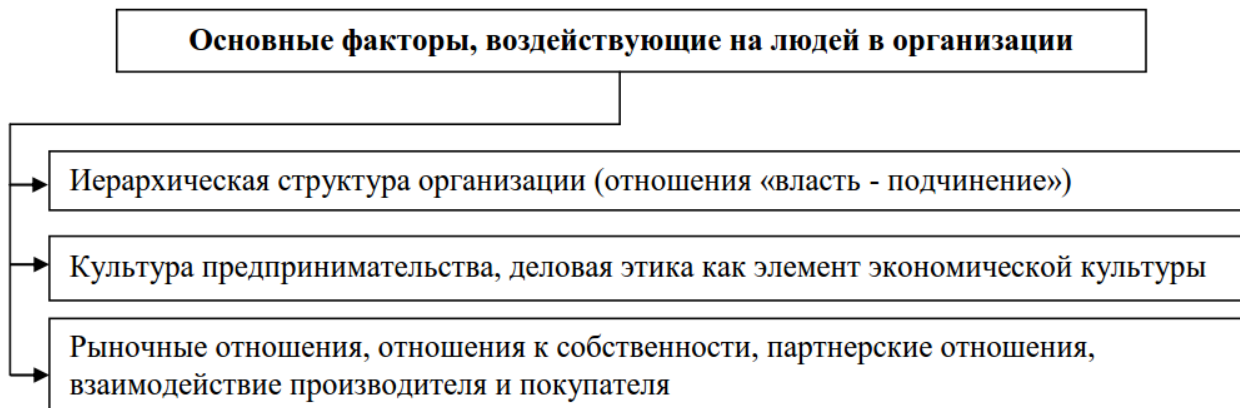 Основные факторы, воздействующие на людей в организации
Иерархическая структура организации (отношения «власть - подчинение»)
Культура предпринимательства, деловая этика как элемент экономической культуры
Рыночные отношения, отношения к собственности, партнерские отношения,
взаимодействие производителя и покупателя